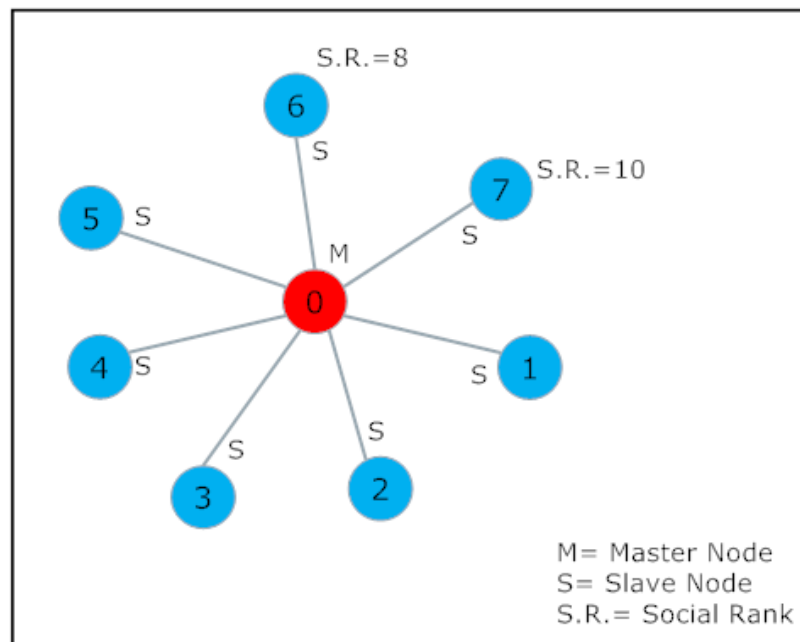 S.R.=8
6
S
S.R.=10
7
S
5
S
M
0
4
S
S
1
S
3
S
2
M= Master Node
S= Slave Node
S.R.= Social Rank